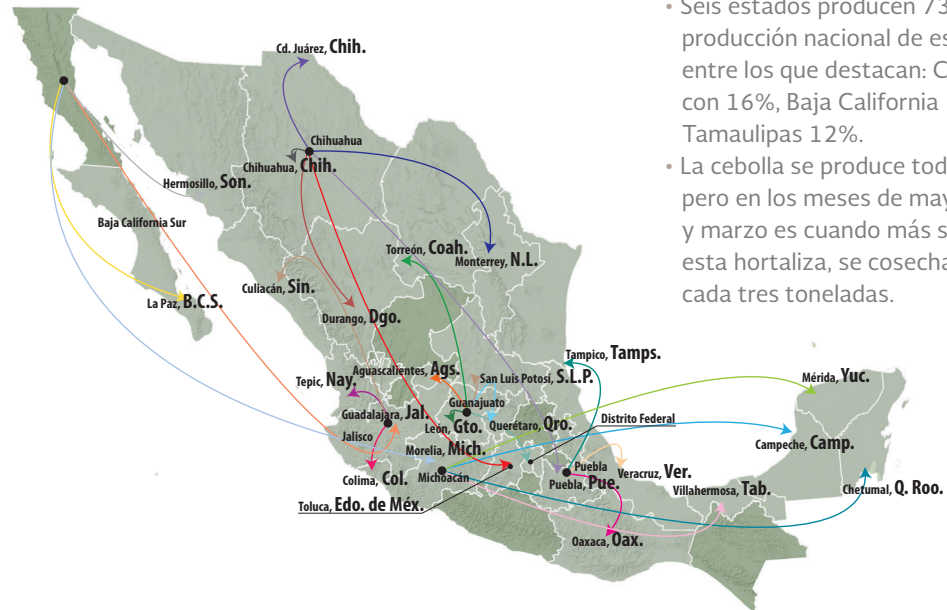 • Seis estados producen 73
producción nacional de es
entre los que destacan: C
con 16%, Baja California
Tamaulipas 12%.
• La cebolla se produce tod
pero en los meses de may
y marzo es cuando más s
esta hortaliza, se cosecha
cada tres toneladas.
Cd. Juárez, Chih.
Chihuahua
Chihuahua, Chih.
Hermosillo, Son.
Baja California Sur
Torreón, Coah.
Monterrey, N.L.
Culiacán, Sin.
La Paz, B.C.S.
Durango, Dgo.
Tampico, Tamps.
Aguascalientes, Ags.
San Luis Potosí, S.L.P.
Mérida, Yuc.
Tepic, Nay.
Guanajuato
Guadalajara, Jal.
Distrito Federal
León, Gto.
Querétaro, Qro.
Jalisco
Morelia, Mich.
Campeche, Camp.
Colima, Col.
Michoacán
Puebla
Puebla, Pue.
Veracruz, Ver.
Villahermosa, Tab.
Chetumal, Q. Roo.
Toluca, Edo. de Méx.
Oaxaca, Oax.